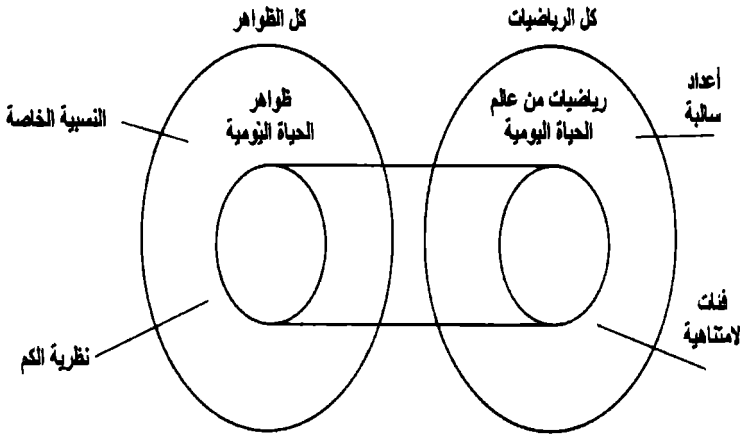 كل الرياضيات
كل الظواهر
أعداد
سالبة
رياضيات من عالم
الحياة اليومية
ظواهر
الحياة اليومية
النسبية الخاصة
فئات
لامتناهية
نظرية الكم